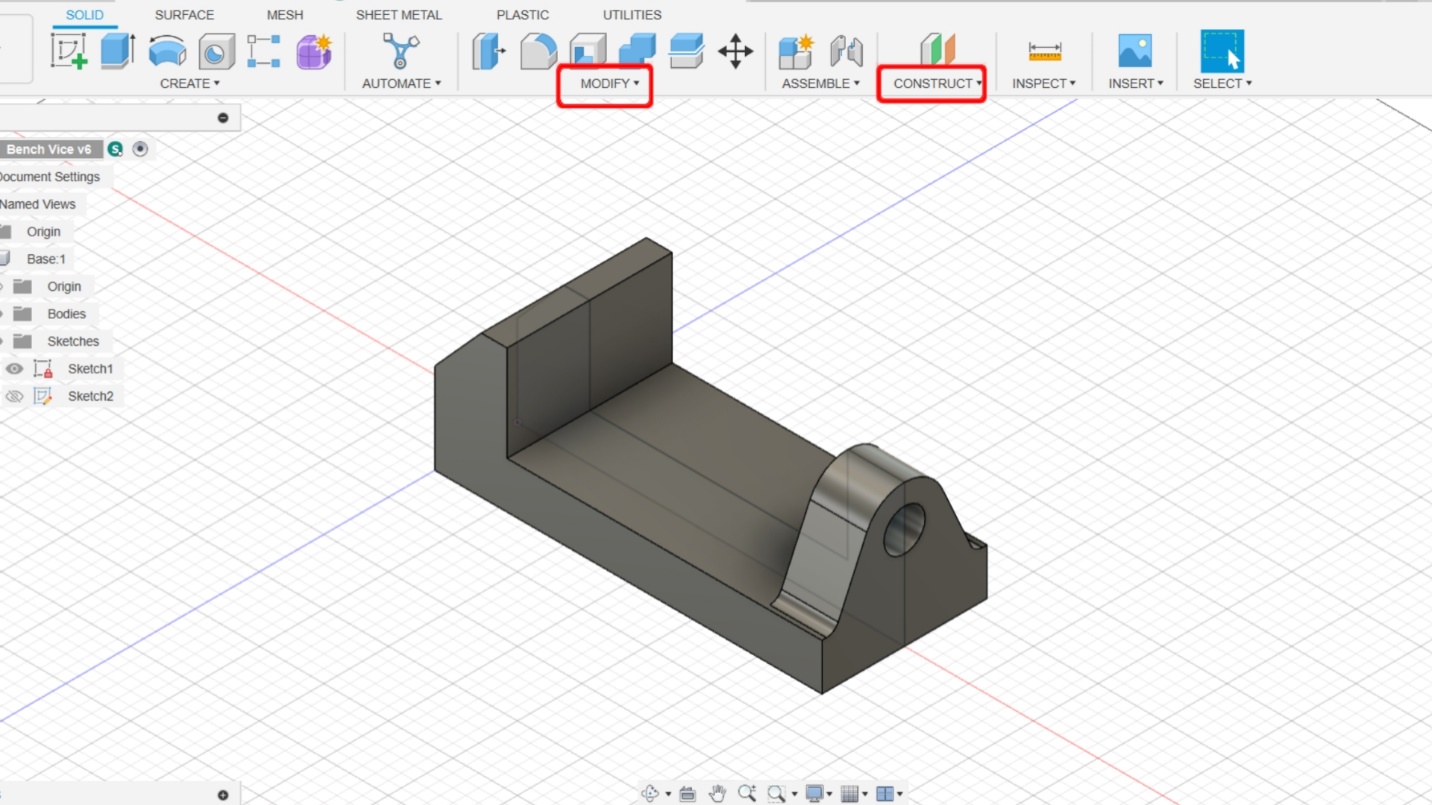 SOLID SURFACE MESH SHEET METAL PLASTIC UTILITIES
CREATE MODIFY AUTOMATE ASSEMBLE CONSTRUCT INSPECT INSERT SELECT
Bench Vice v6
Document Settings
Named Views
Origin
Base:1
Origin
Bodies
Sketches
Sketch1
Sketch2